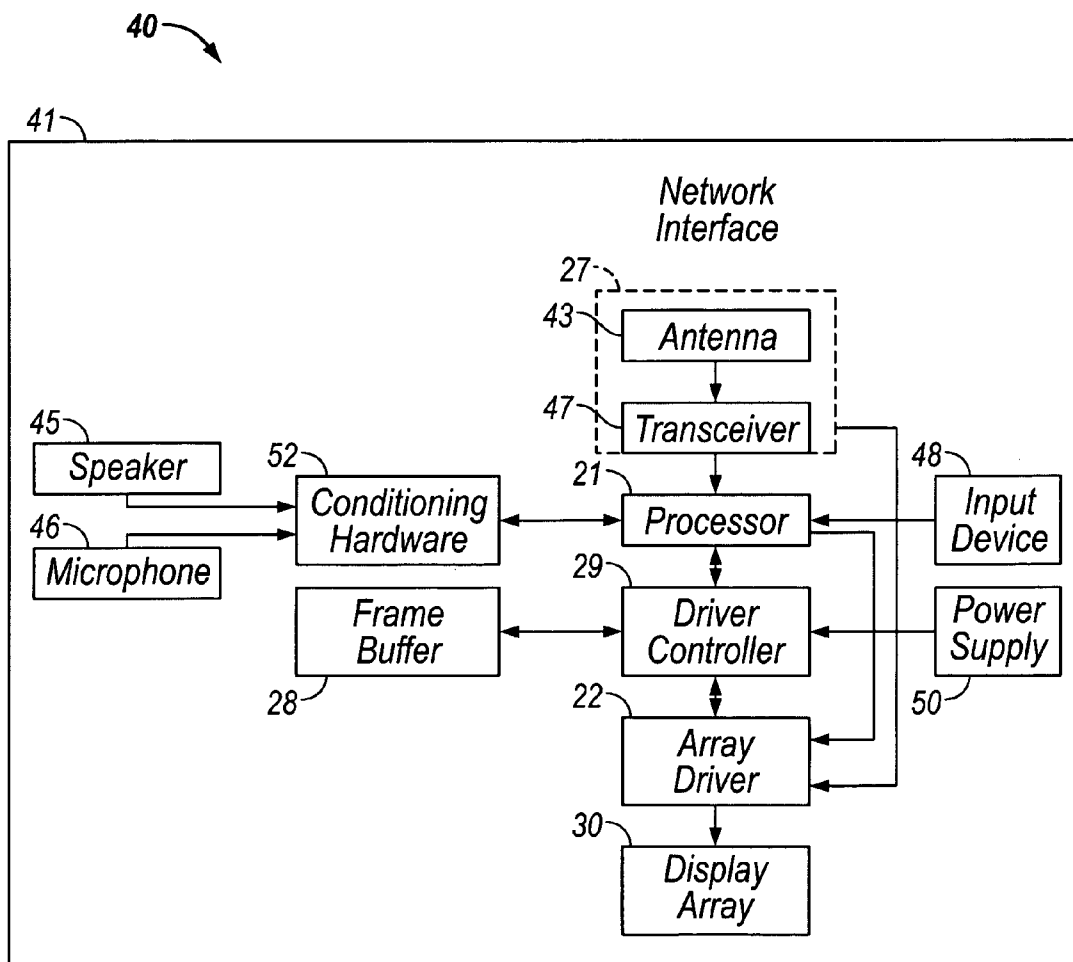 40
41
Network
Interface
27
43
Antenna
47
Transceiver
45
Speaker
52
Conditioning
Hardware
46
Microphone
21
Processor
48
Input
Device
29
Driver
Controller
Frame
Buffer
28
Power
Supply
50
22
Array
Driver
30
Display
Array